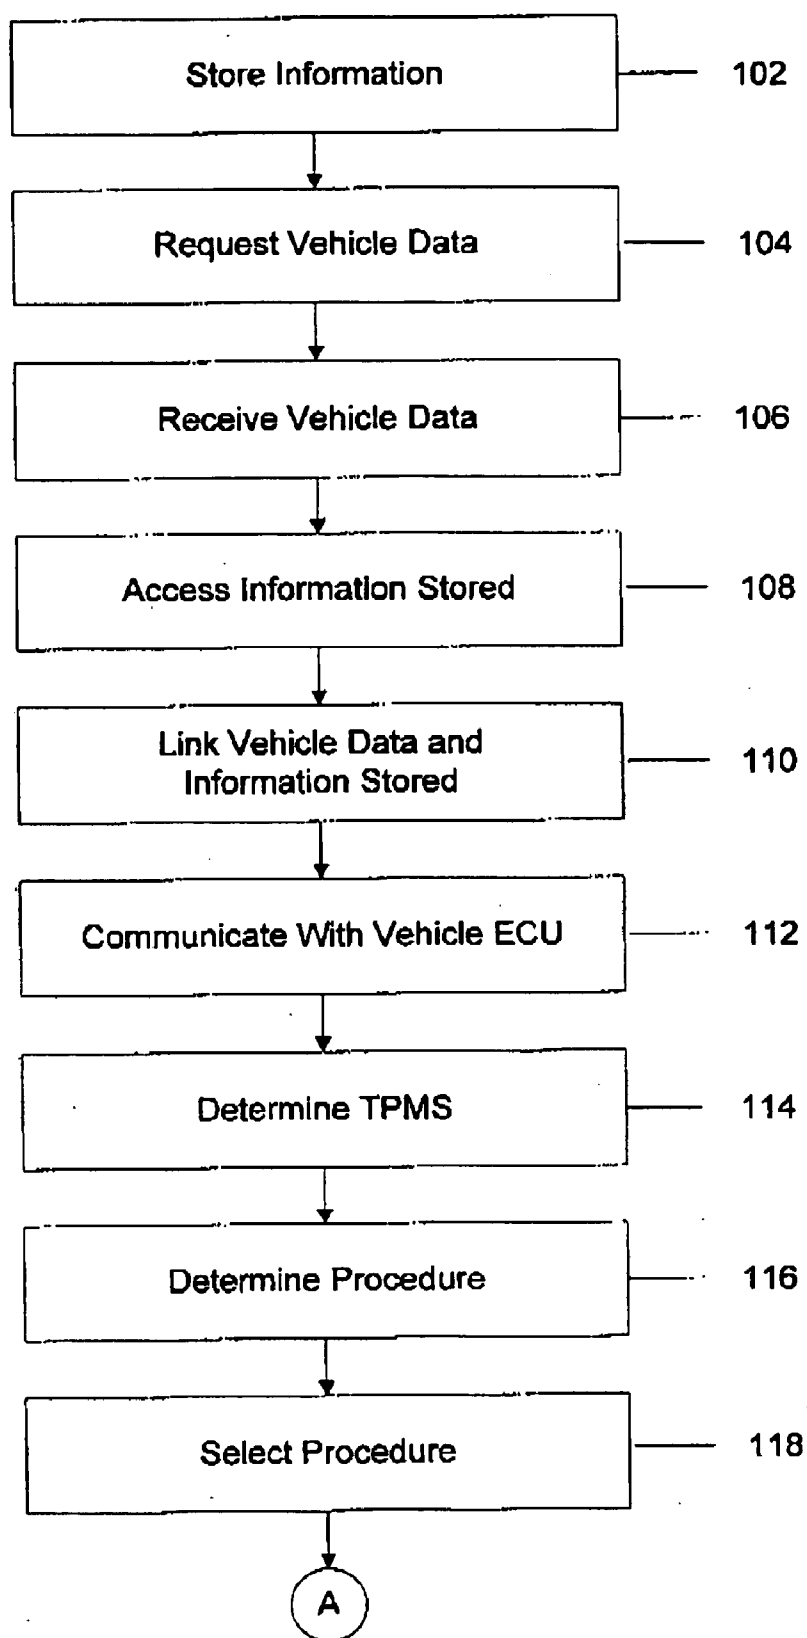 Store Information
102
Request Vehicle Data
104
Receive Vehicle Data
106
Access Information Stored
108
Link Vehicle Data and
Information Stored
110
Communicate With Vehicle ECU
112
Determine TPMS
114
Determine Procedure
116
Select Procedure
118
A